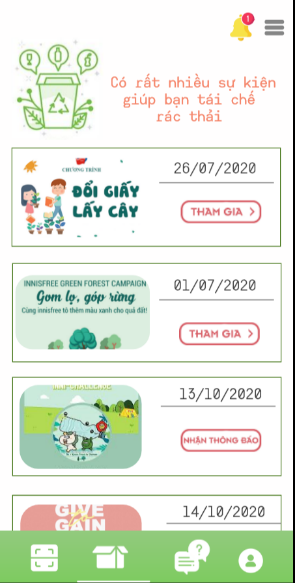 1
Có rất nhiều sự kiện
giúp bạn tái chế
rác thải
CHƯƠNG TRÌNH
ĐỔI GIẤY
LẤY CÂY
26/07/2020
THAM GIA >
INNISFREE GREEN FOREST CAMPAIGN
Gom lọ, góp rừng
Cùng innisfree tô thêm màu xanh cho quả đất!
01/07/2020
THAM GIA >
CHALLENGE
13/10/2020
NHẬN THÔNG BÁO
GIVE
GAIN
14/10/2020
?